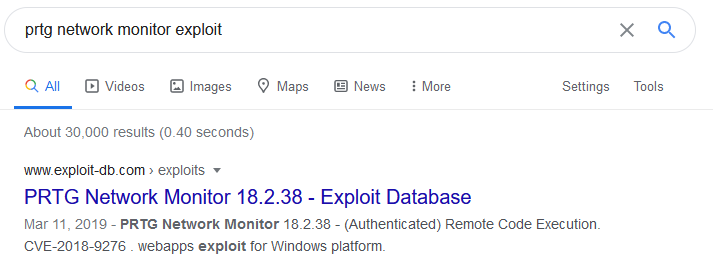 prtg network monitor exploit
All Videos Images Maps News More Settings Tools
About 30,000 results (0.40 seconds)
www.exploit-db.com › exploits
PRTG Network Monitor 18.2.38 - Exploit Database
Mar 11, 2019 - PRTG Network Monitor 18.2.38 - (Authenticated) Remote Code Execution.
CVE-2018-9276 . webapps exploit for Windows platform.